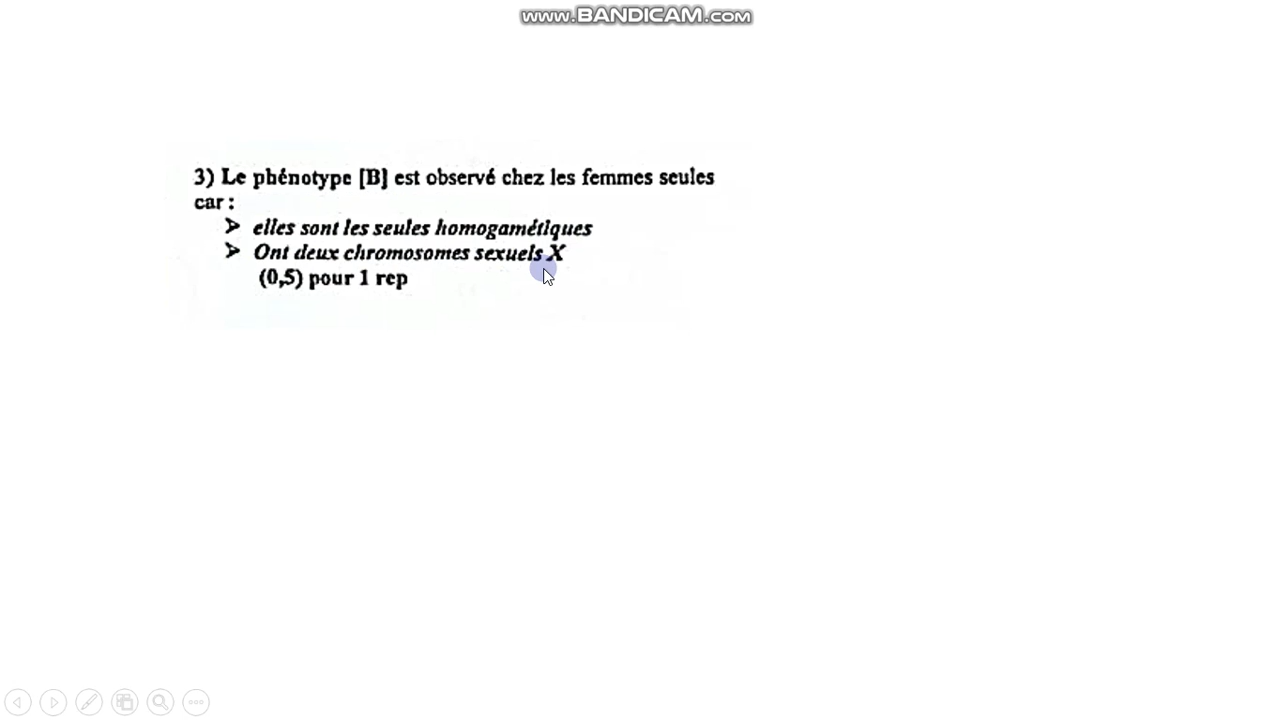 www.BANDICAM.com
3) Le phénotype [B] est observé chez les femmes seules
car :
➤ elles sont les seules homogamétiques
➤ Ont deux chromosomes sexuels X
(0,5) pour 1 rep